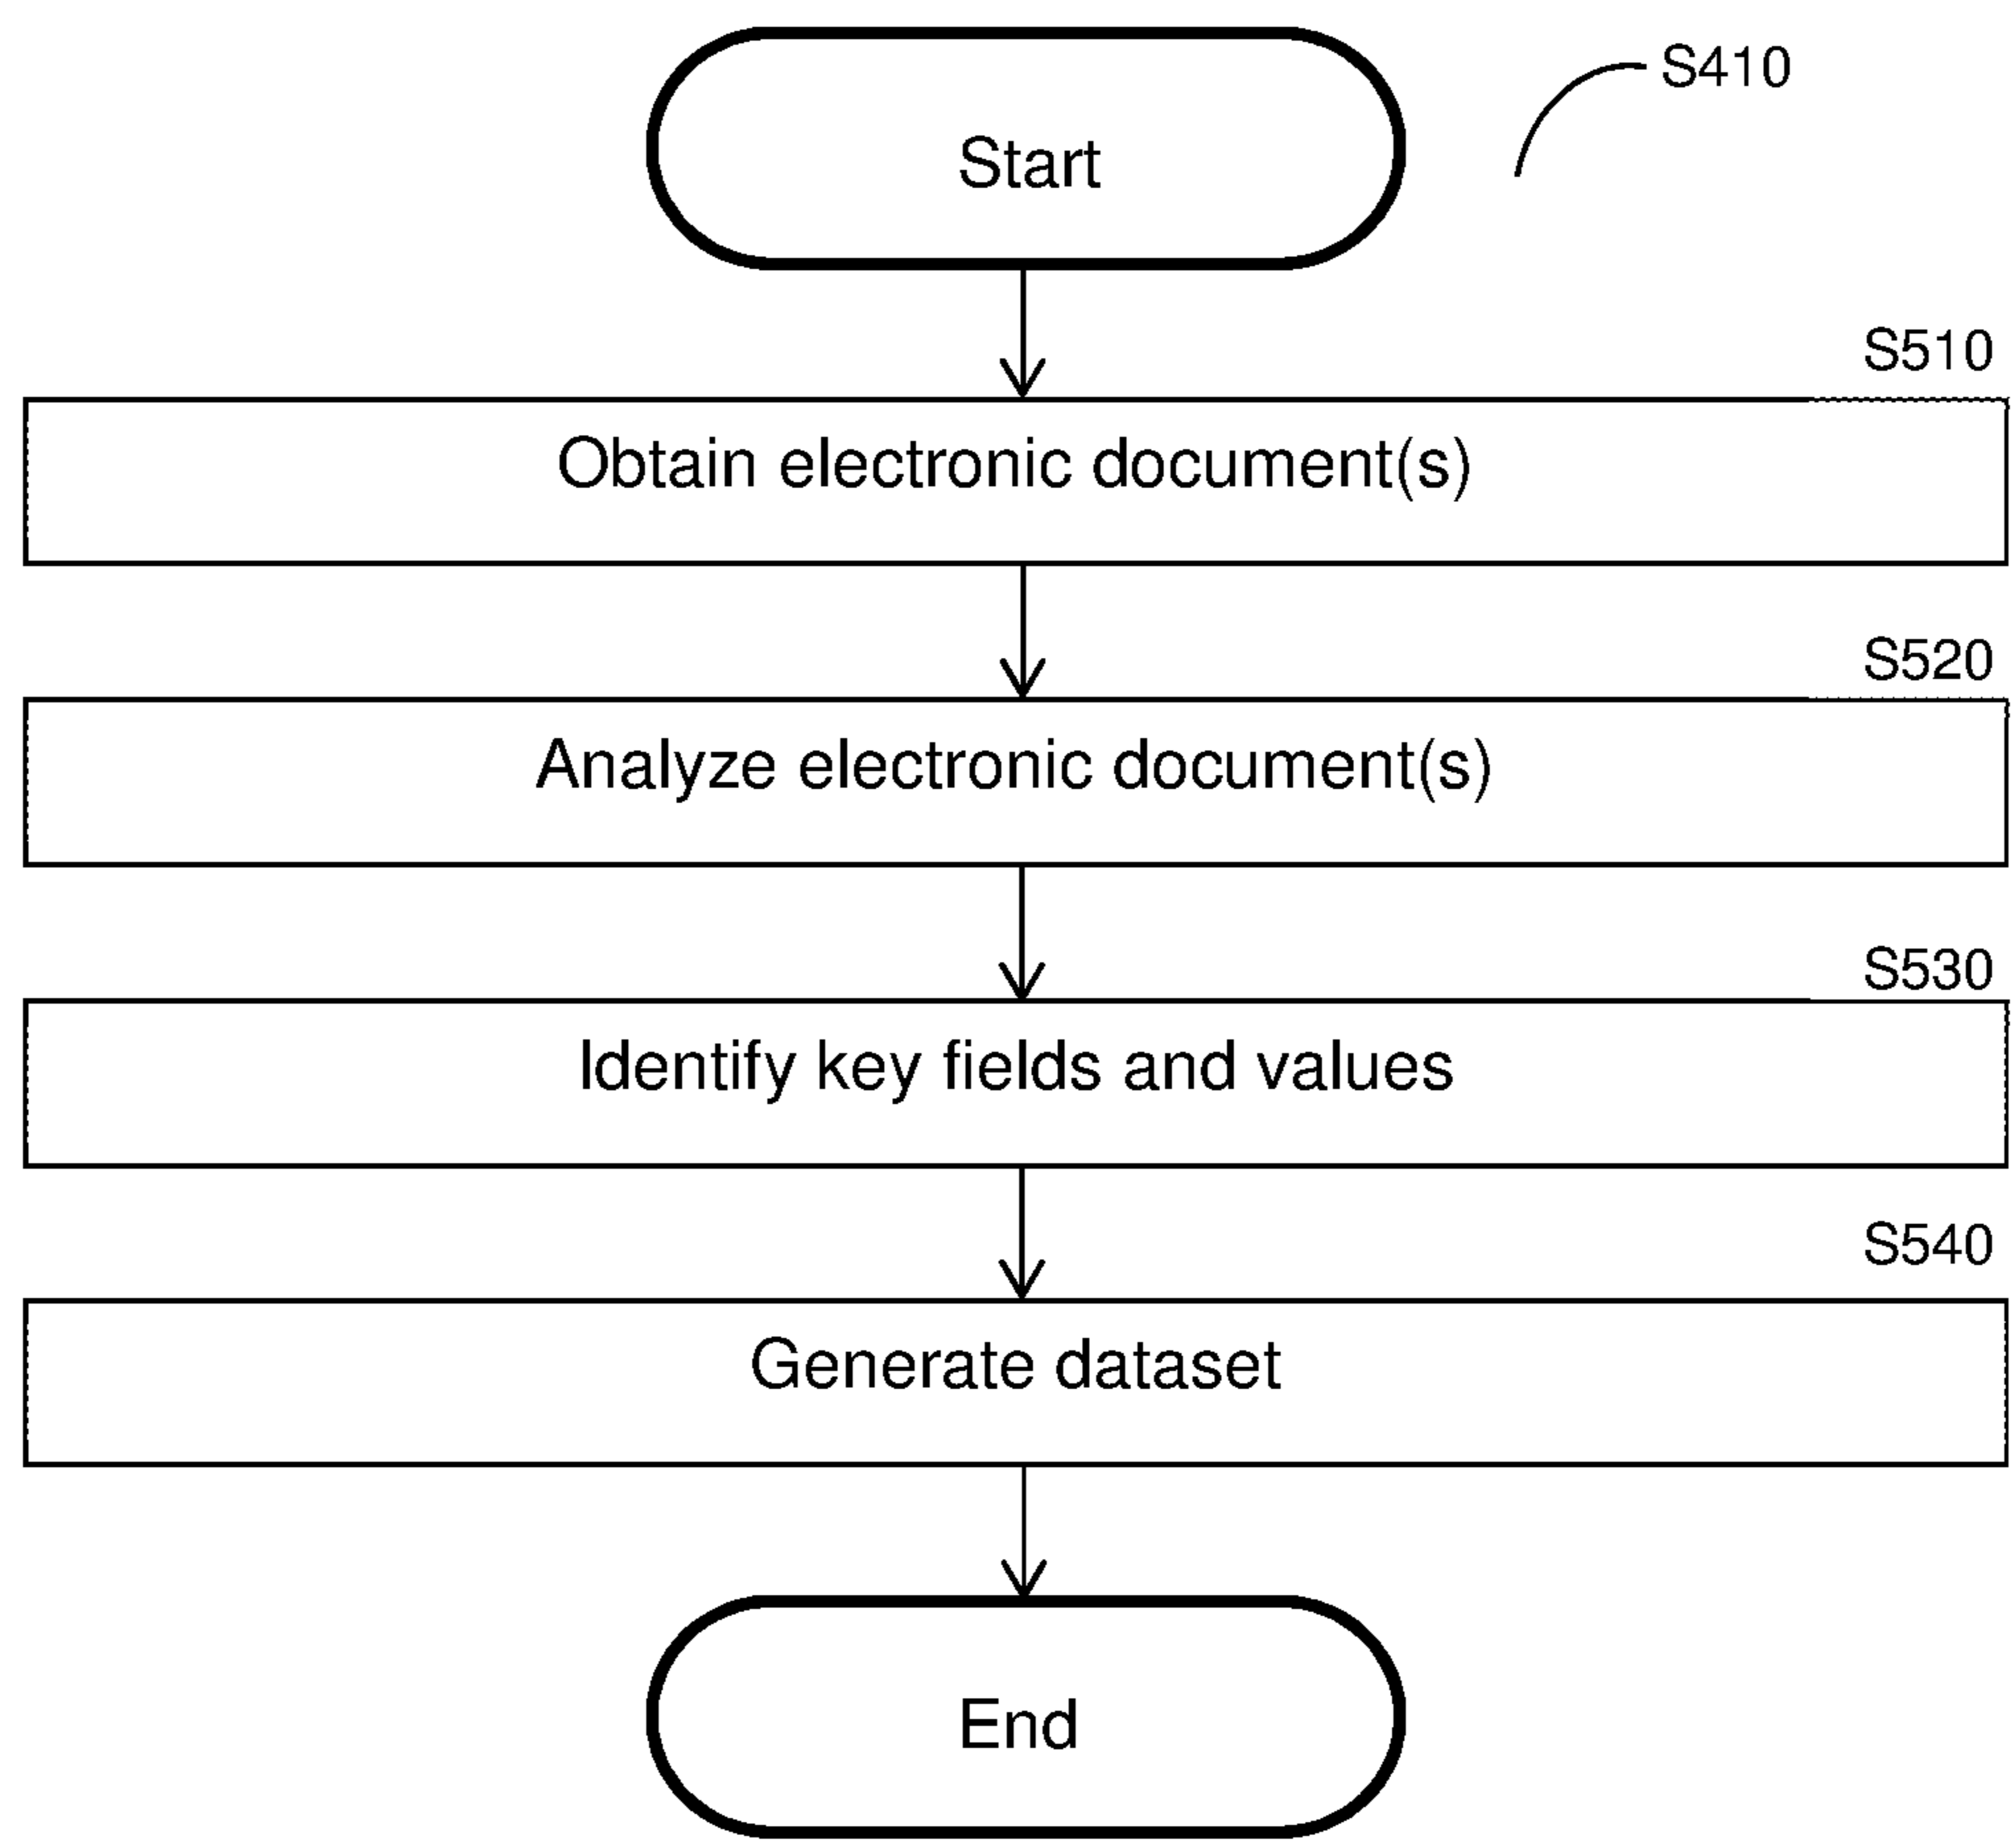 Start
S410
S510
Obtain electronic document(s)
S520
Analyze electronic document(s)
S530
Identify key fields and values
S540
Generate dataset
End